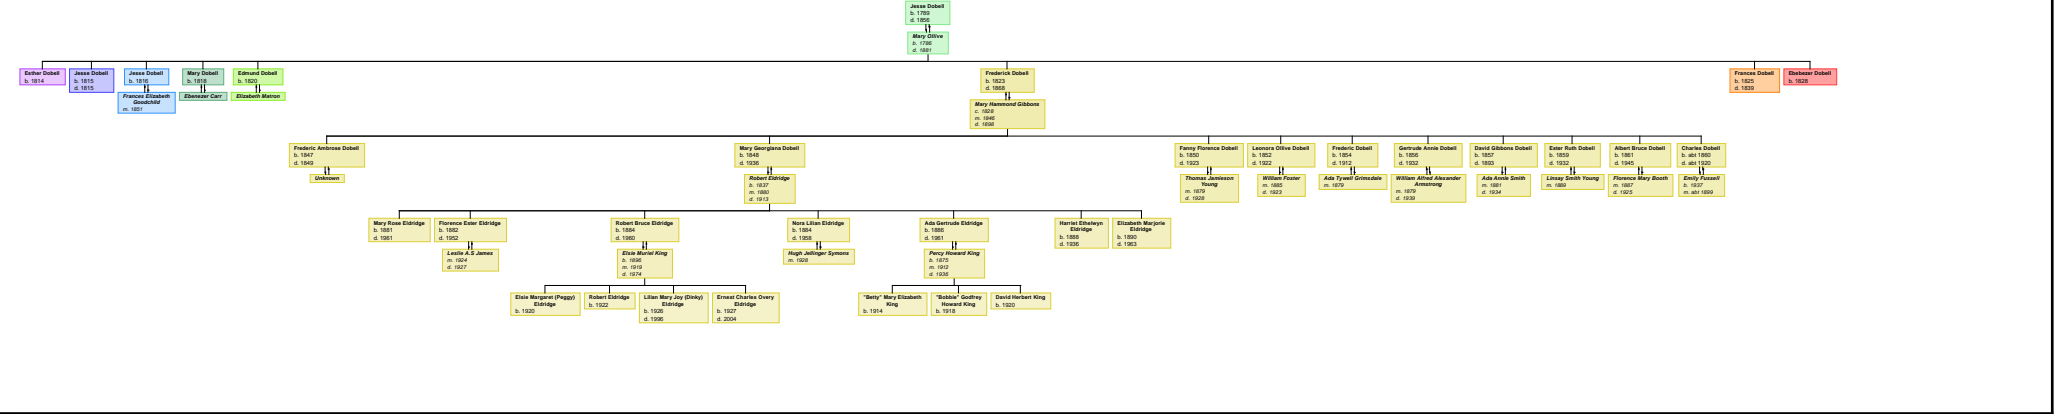 Jesse Dobell
b. 1789
d. 1856
Mary Ollive
b. 1786
d. 1881
Esther Dobell
b. 1814
Jesse Dobell
b. 1815
d. 1815
Jesse Dobell
b. 1816
Frances Elizabeth
Goodchild
m. 1851
Mary Dobell
b. 1818
Ebenezer Carr
Edmund Dobell
b. 1820
Elizabeth Matron
Frederick Dobell
b. 1823
d. 1868
Mary Hammond Gibbons
c. 1828
m. 1846
d. 1898
Frances Dobell
b. 1825
d. 1839
Ebebazer Dobell
b. 1828
Frederic Ambrose Dobell
b. 1847
d. 1849
Unknown
Mary Georgiana Dobell
b. 1848
d. 1936
Robert Eldridge
b. 1837
m. 1880
d. 1913
Fanny Florence Dobell
b. 1850
d. 1923
Thomas Jamieson
Young
m. 1879
d. 1928
Leonora Ollive Dobell
b. 1852
d. 1922
William Foster
m. 1885
d. 1923
Frederic Dobell
b. 1854
d. 1912
Ada Tywell Grimsdale
m. 1879
Gertrude Annie Dobell
b. 1856
d. 1932
William Alfred Alexander
Armstrong
m. 1879
d. 1939
David Gibbons Dobell
b. 1857
d. 1893
Ada Annie Smith
m. 1881
d. 1934
Ester Ruth Dobell
b. 1859
d. 1932
Linsay Smith Young
m. 1889
Albert Bruce Dobell
b. 1861
d. 1945
Florence Mary Booth
m. 1887
d. 1925
Charles Dobell
b. abt 1860
d. abt 1920
Emily Fussell
b. 1937
m. abt 1899
Mary Rose Eldridge
b. 1881
d. 1961
Florence Ester Eldridge
b. 1882
d. 1952
Leslie A.S James
m. 1924
d. 1927
Robert Bruce Eldridge
b. 1884
d. 1960
Elsie Muriel King
b. 1896
m. 1919
d. 1974
Nora Lilian Eldridge
b. 1884
d. 1958
Hugh Jellinger Symons
m. 1928
Ada Gertrude Eldridge
b. 1886
d. 1961
Percy Howard King
b. 1875
m. 1912
d. 1936
Harriet Ethelwyn
Eldridge
b. 1888
d. 1936
Elizabeth Marjorie
Eldridge
b. 1890
d. 1963
Elsie Margaret (Peggy)
Eldridge
b. 1920
Robert Eldridge
b. 1922
Lilian Mary Joy (Dinky)
Eldridge
b. 1926
d. 1996
Ernest Charles Overy
Eldridge
b. 1927
d. 2004
"Betty" Mary Elizabeth
King
b. 1914
"Bobbie" Godfrey
Howard King
b. 1918
David Herbert King
b. 1920